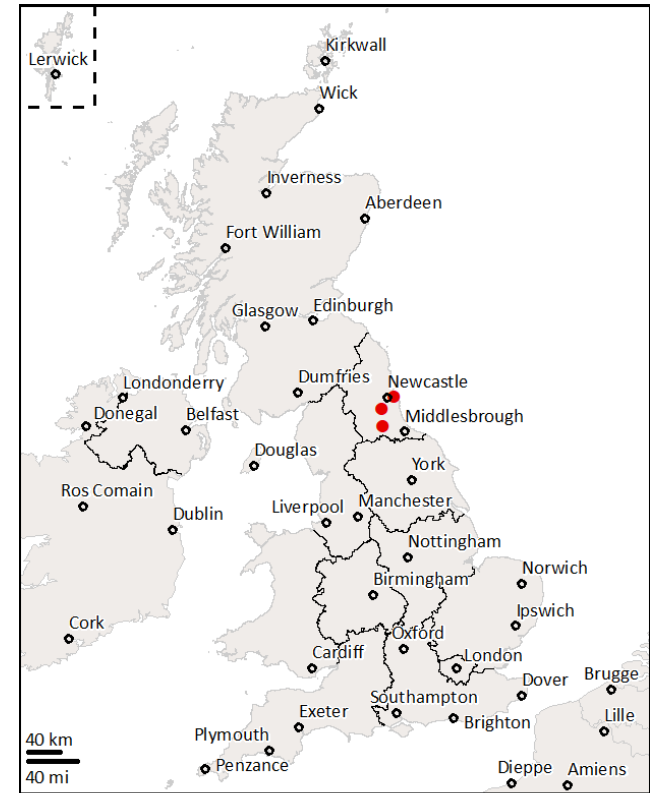 Kirkwall
Lerwick
Wick
Inverness
Aberdeen
Fort William
Glasgow
Edinburgh
Dumfries
Newcastle
Londonderry
Donegal
Belfast
Middlesbrough
Douglas
York
Ros Comain
Liverpool
Manchester
Dublin
Nottingham
Norwich
Birmingham
Ipswich
Cork
Oxford
Cardiff
London
Dover
Brugge
Southampton
Exeter
Brighton
Lille
Plymouth
40 km
Penzance
Dieppe
Amiens
40 mi